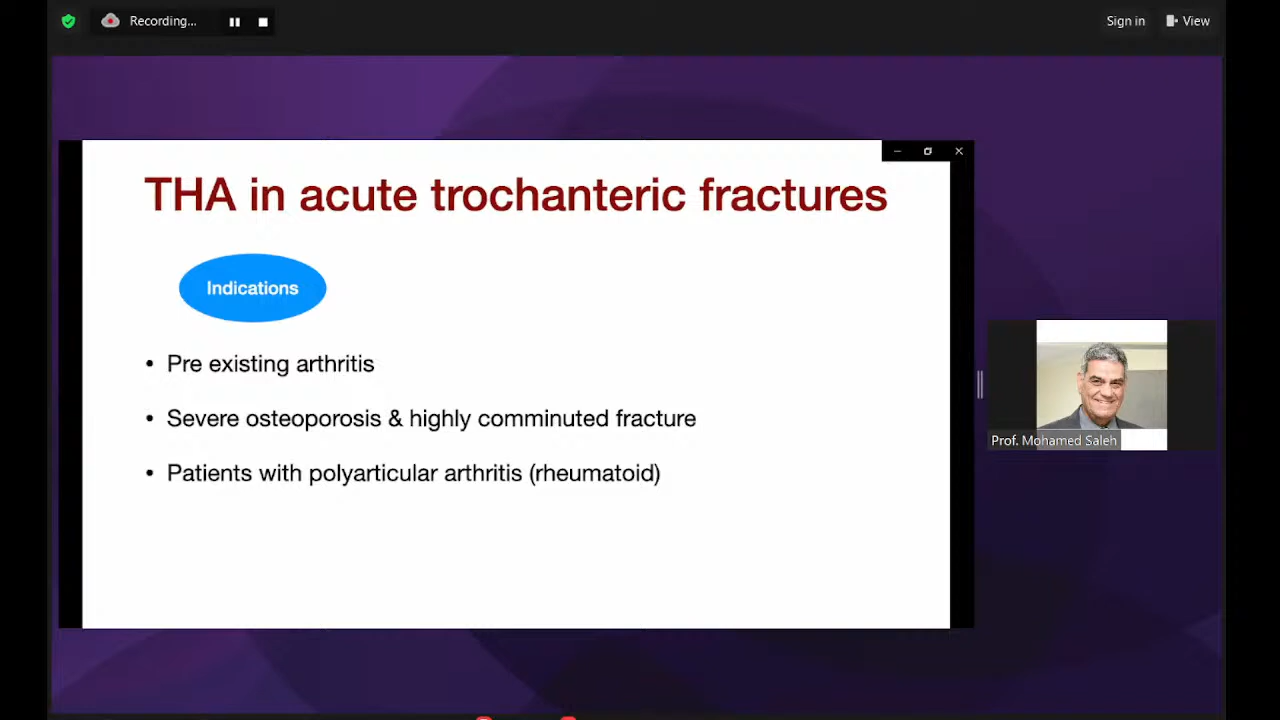 Recording...
Sign in
View
THA in acute trochanteric fractures
Indications
• Pre existing arthritis
• Severe osteoporosis & highly comminuted fracture
• Patients with polyarticular arthritis (rheumatoid)
Prof. Mohamed Saleh